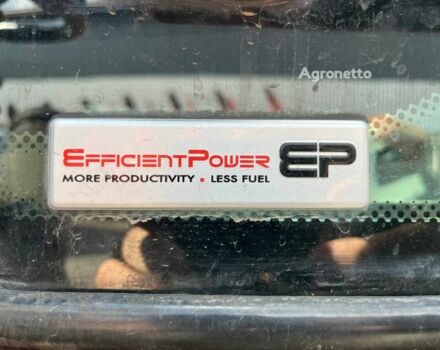 Agronetto
EFFICIENTPOWER EP
MORE PRODUCTIVITY . LESS FUEL